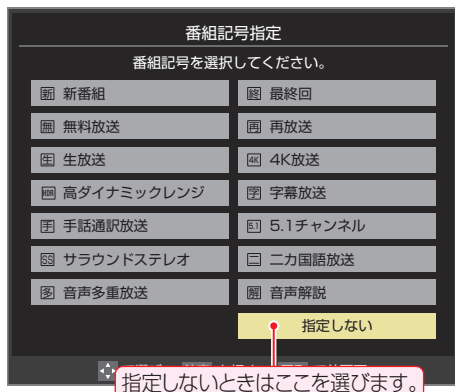 番組記号指定
番組記号を選択してください。
新 新番組
終 最終回
無 無料放送
再 再放送
生 生放送
4K 4K放送
HDR 高ダイナミックレンジ
字 字幕放送
手 手話通訳放送
5.1 5.1チャンネル
SS サラウンドステレオ
二 二カ国語放送
多 音声多重放送
解 音声解説
指定しない
指定しないときはここを選びます。